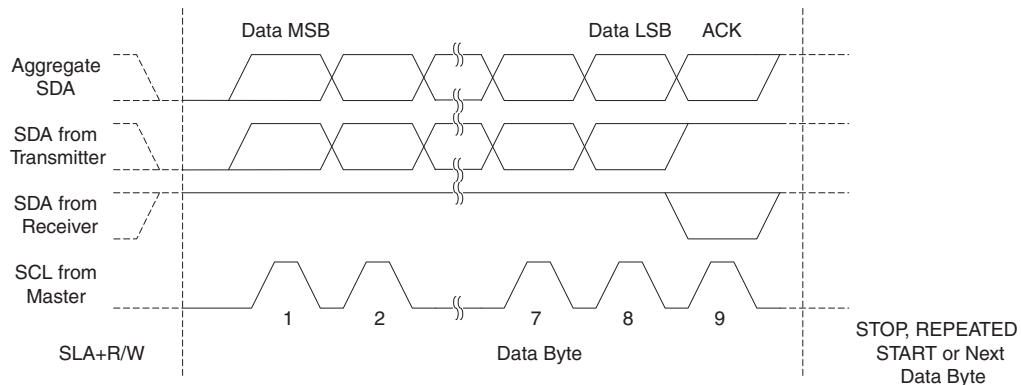 Data MSB
Data LSB
ACK
Aggregate
SDA
SDA from
Transmitter
SDA from
Receiver
SCL from
Master
1
2
7
8
9
SLA+R/W
Data Byte
STOP, REPEATED
START or Next
Data Byte